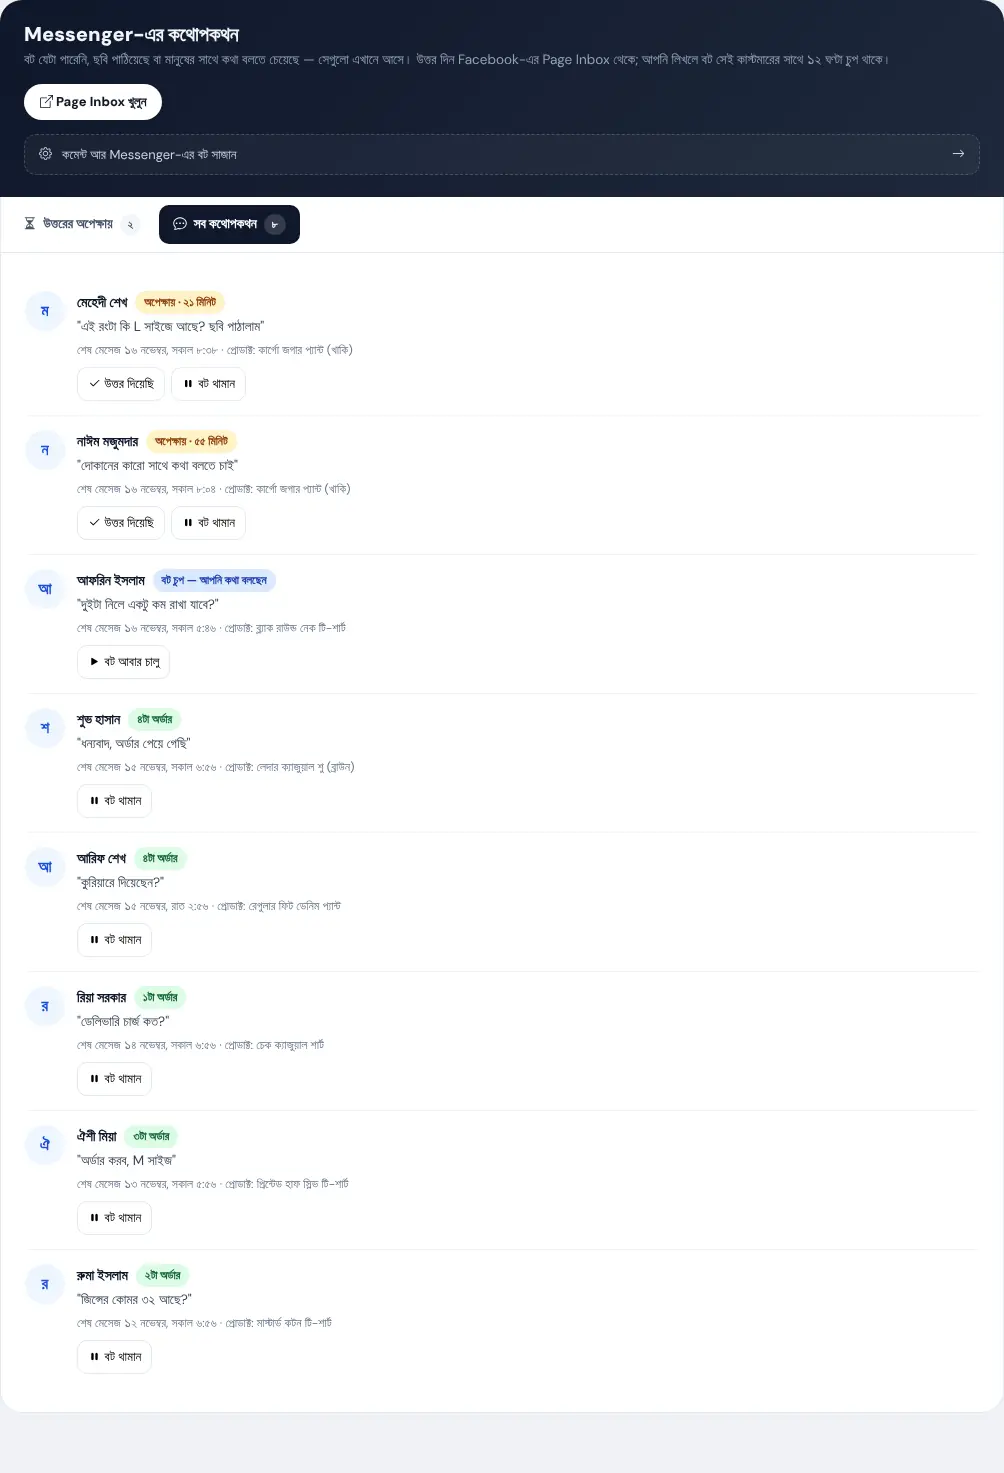 Messenger-এর কথোপকথন
বট যেটা পারেনি, ছবি পাঠিয়েছে বা মানুষের সাথে কথা বলতে চেয়েছে — সেগুলো এখানে আসে। উত্তর দিন Facebook-এর Page Inbox থেকে; আপনি লিখলে বট সেই কাস্টমারের সাথে ১২ ঘণ্টা চুপ থাকে।
Page Inbox খুলুন
কমেন্ট আর Messenger-এর বট সাজান
উত্তরের অপেক্ষায় ২
সব কথোপকথন ৮
ম
মেহেদী শেখ অপেক্ষায় · ২১ মিনিট
"এই রংটা কি L সাইজে আছে? ছবি পাঠালাম"
শেষ মেসেজ ১৬ নভেম্বর, সকাল ৮:৩৮ · প্রোডাক্ট: কার্গো জগার প্যান্ট (খাকি)
উত্তর দিয়েছি বট থামান
ন
নাঈম মজুমদার অপেক্ষায় · ৫৫ মিনিট
"দোকানের কারো সাথে কথা বলতে চাই"
শেষ মেসেজ ১৬ নভেম্বর, সকাল ৮:০৪ · প্রোডাক্ট: কার্গো জগার প্যান্ট (খাকি)
উত্তর দিয়েছি বট থামান
আ
আফরিন ইসলাম বট চুপ — আপনি কথা বলছেন
"দুইটা নিলে একটু কম রাখা যাবে?"
শেষ মেসেজ ১৬ নভেম্বর, সকাল ৫:৪৬ · প্রোডাক্ট: ব্ল্যাক রাউন্ড নেক টি-শার্ট
বট আবার চালু
শ
শুভ হাসান ৪টা অর্ডার
"ধন্যবাদ, অর্ডার পেয়ে গেছি"
শেষ মেসেজ ১৫ নভেম্বর, সকাল ৬:৫৬ · প্রোডাক্ট: লেদার ক্যাজুয়াল শু (ব্রাউন)
বট থামান
আ
আরিফ শেখ ৪টা অর্ডার
"কুরিয়ারে দিয়েছেন?"
শেষ মেসেজ ১৫ নভেম্বর, রাত ২:৫৬ · প্রোডাক্ট: রেগুলার ফিট ডেনিম প্যান্ট
বট থামান
র
রিয়া সরকার ১টা অর্ডার
"ডেলিভারি চার্জ কত?"
শেষ মেসেজ ১৪ নভেম্বর, সকাল ৬:৫৬ · প্রোডাক্ট: চেক ক্যাজুয়াল শার্ট
বট থামান
ঐ
ঐশী মিয়া ৩টা অর্ডার
"অর্ডার করব, M সাইজ"
শেষ মেসেজ ১৩ নভেম্বর, সকাল ৫:৫৬ · প্রোডাক্ট: প্রিন্টেড হাফ স্লিভ টি-শার্ট
বট থামান
র
রুমা ইসলাম ২টা অর্ডার
"জিন্সের কোমর ৩২ আছে?"
শেষ মেসেজ ১২ নভেম্বর, সকাল ৬:৫৬ · প্রোডাক্ট: মাস্টার্ড কটন টি-শার্ট
বট থামান